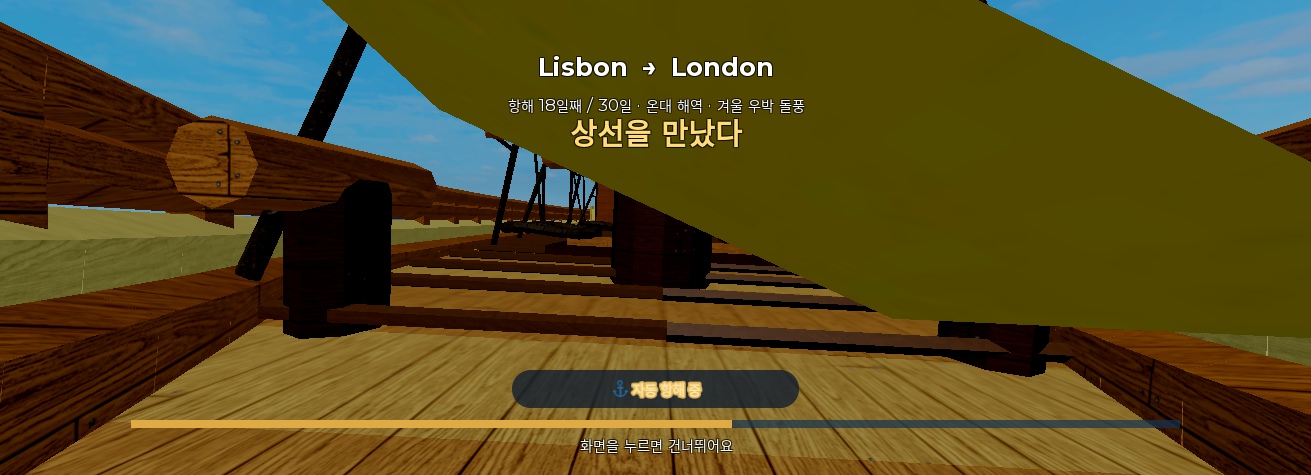 Lisbon → London
항해 18일째 / 30일 · 온대 해역 · 겨울 우박 돌풍
상선을 만났다
⚓ 자동 항해 중
화면을 누르면 건너뛰어요